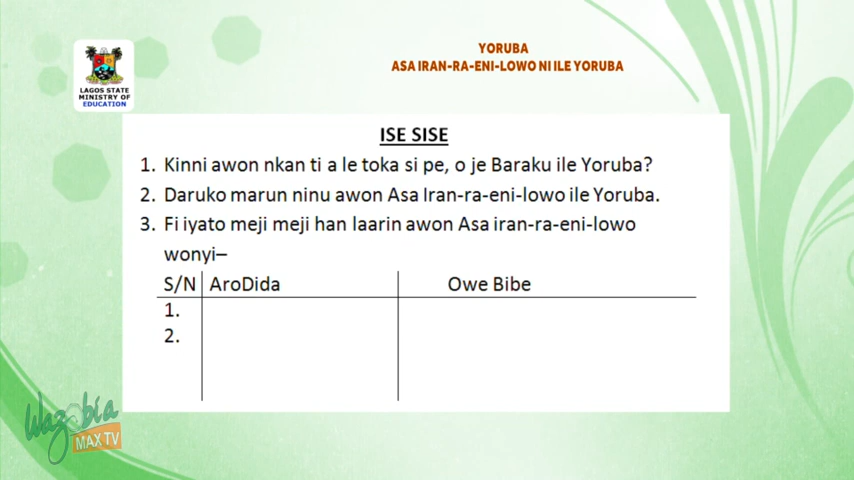 YORUBA
ASA IRAN-RA-ENI-LOWO NI ILE YORUBA
LAGOS STATE
MINISTRY OF
EDUCATION
ISE SISE
1. Kinni awon nkan ti a le toka si pe, o je Baraku ile Yoruba?
2. Daruko marun ninu awon Asa Iran-ra-eni-lowo ile Yoruba.
3. Fi iyato meji meji han laarin awon Asa iran-ra-eni-lowo
wonyi–
S/N AroDida Owe Bibe
1.
2.
Wazobia
MAX TV